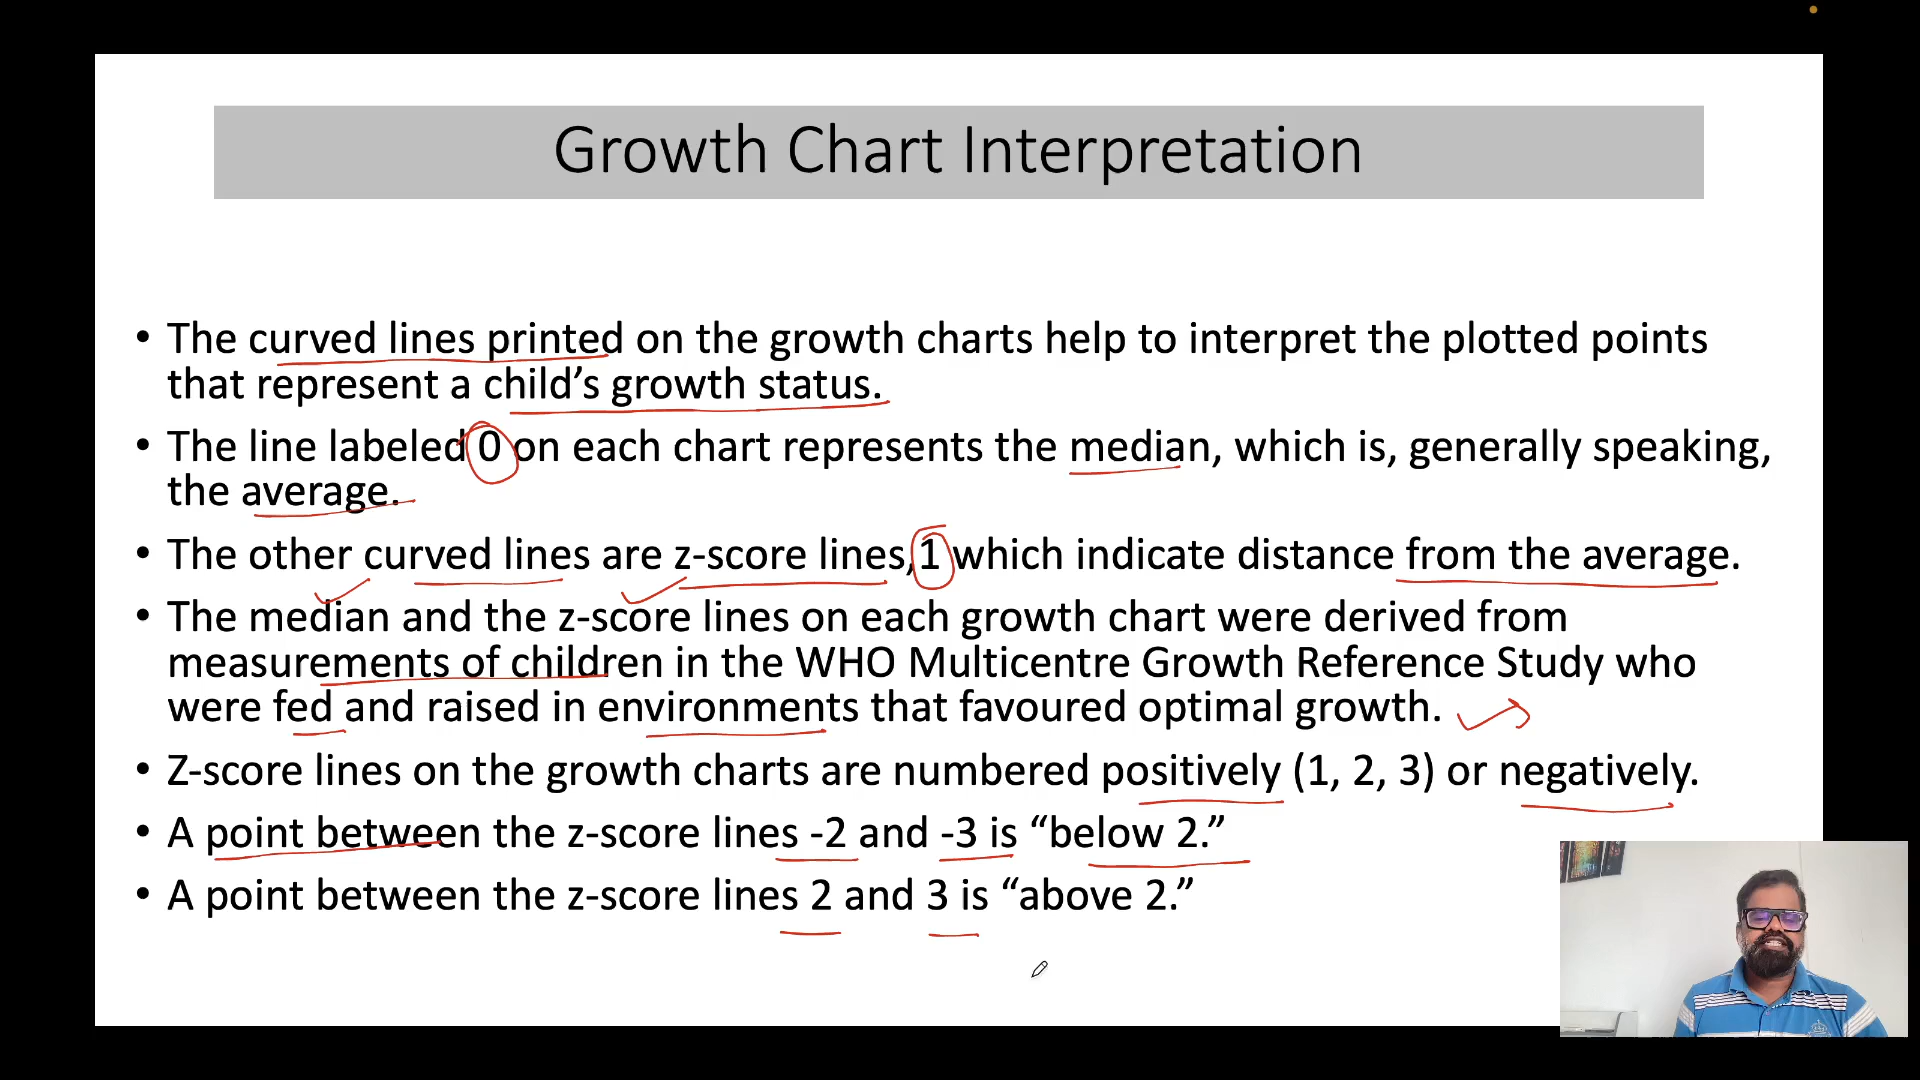 Growth Chart Interpretation
• The curved lines printed on the growth charts help to interpret the plotted points
that represent a child’s growth status.
• The line labeled 0 on each chart represents the median, which is, generally speaking,
the average.
• The other curved lines are z-score lines,1 which indicate distance from the average.
• The median and the z-score lines on each growth chart were derived from
measurements of children in the WHO Multicentre Growth Reference Study who
were fed and raised in environments that favoured optimal growth.
• Z-score lines on the growth charts are numbered positively (1, 2, 3) or negatively.
• A point between the z-score lines -2 and -3 is “below 2.”
• A point between the z-score lines 2 and 3 is “above 2.”